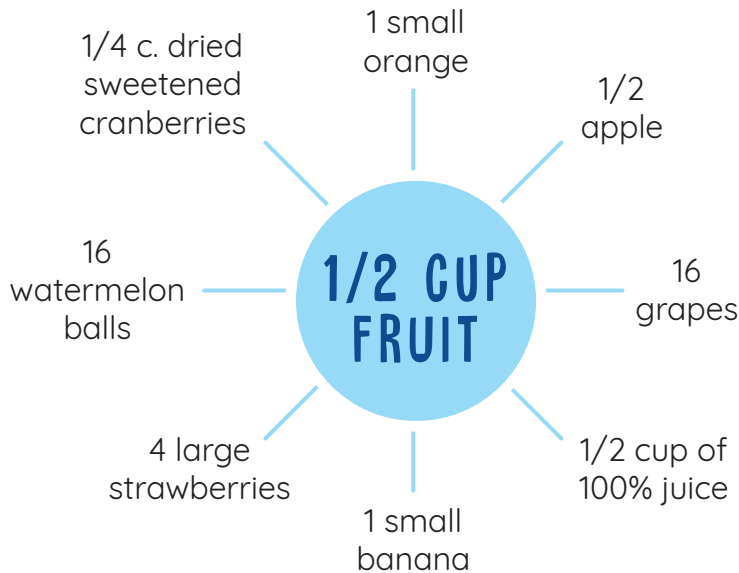 1 small
orange
1/2
apple
16
grapes
1/2 cup of
100% juice
1 small
banana
4 large
strawberries
16
watermelon
balls
1/4 c. dried
sweetened
cranberries
1/2 CUP
FRUIT